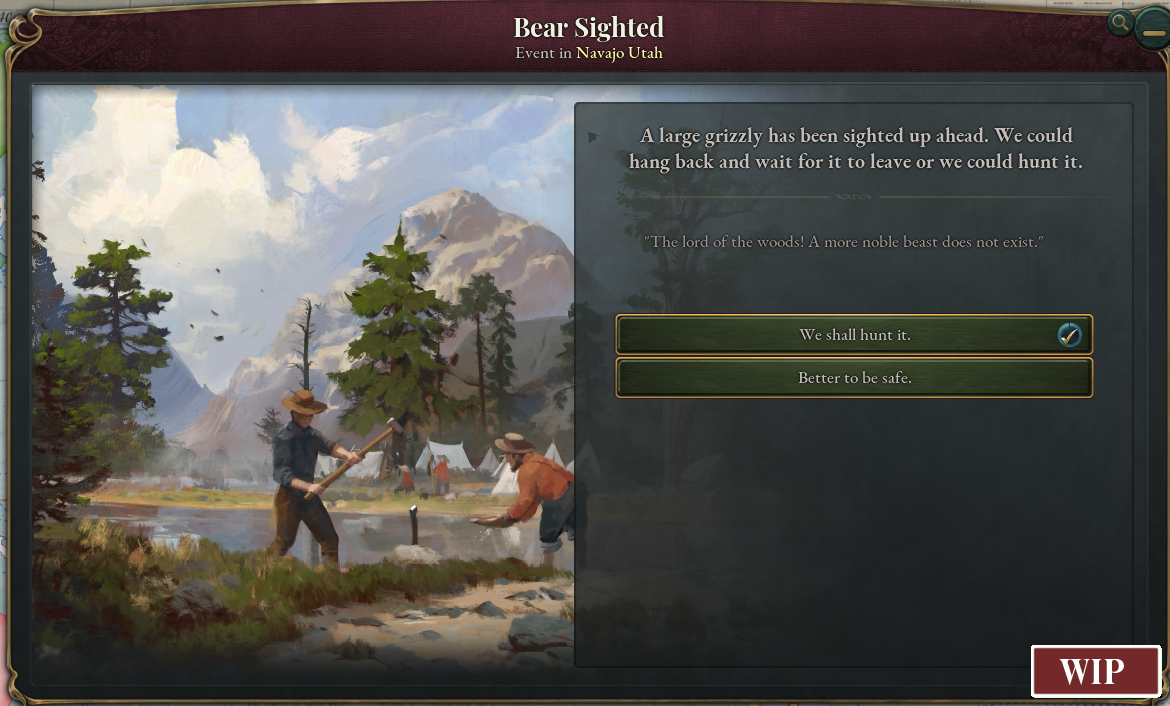 Bear Sighted
Event in Navajo Utah
A large grizzly has been sighted up ahead. We could
hang back and wait for it to leave or we could hunt it.
"The lord of the woods! A more noble beast does not exist."
We shall hunt it.
Better to be safe.
WIP